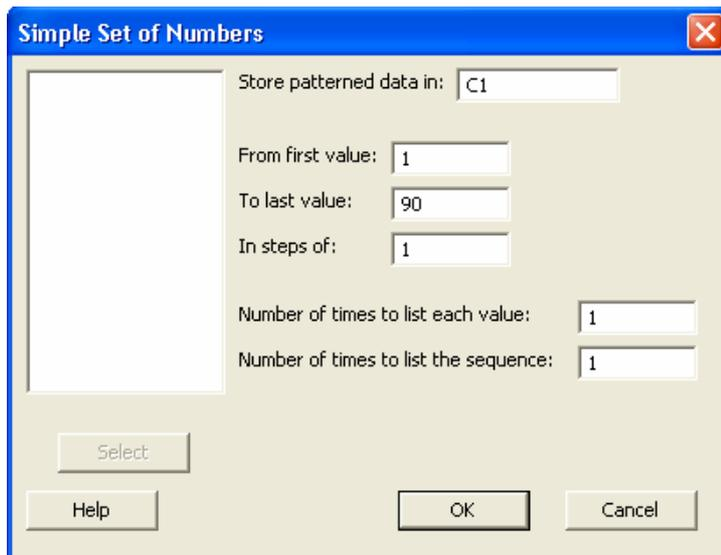 Simple Set of Numbers
Store patterned data in: C1
From first value: 1
To last value: 90
In steps of: 1
Number of times to list each value: 1
Number of times to list the sequence: 1
Select
Help OK Cancel